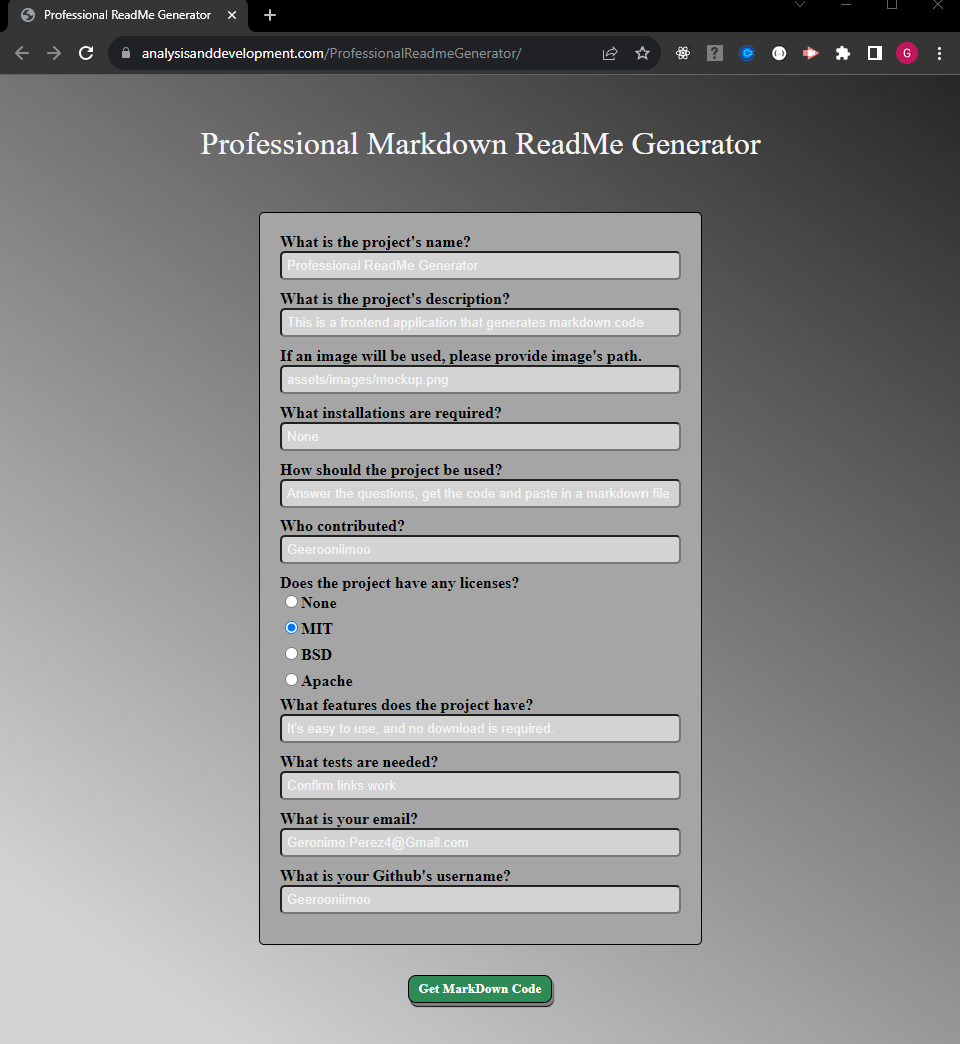 Professional ReadMe Generator
analysisanddevelopment.com/ProfessionalReadmeGenerator/
G
Professional Markdown ReadMe Generator
What is the project's name?
Professional ReadMe Generator
What is the project's description?
This is a frontend application that generates markdown code
If an image will be used, please provide image's path.
assets/images/mockup.png
What installations are required?
None
How should the project be used?
Answer the questions, get the code and paste in a markdown file
Who contributed?
Geerooniimoo
Does the project have any licenses?
None
MIT
BSD
Apache
What features does the project have?
It's easy to use, and no download is required.
What tests are needed?
Confirm links work
What is your email?
Geronimo.Perez4@Gmail.com
What is your Github's username?
Geerooniimoo
Get MarkDown Code